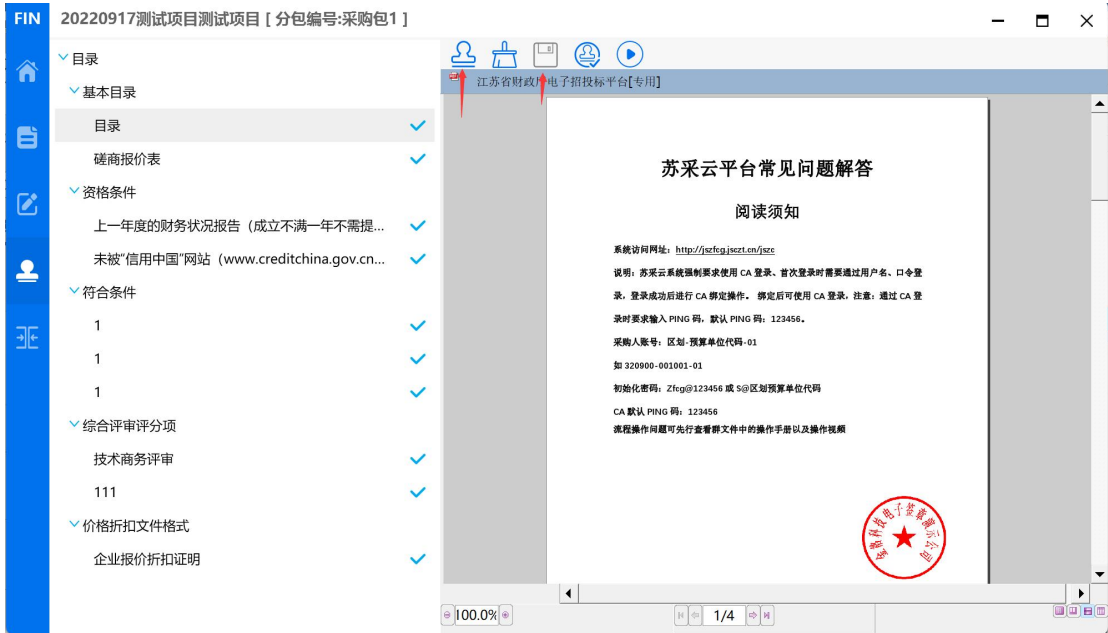 FIN
20220917测试项目测试项目 [ 分包编号:采购包1 ]
目录
基本目录
目录
磋商报价表
资格条件
上一年度的财务状况报告（成立不满一年不需提...
未被"信用中国"网站（www.creditchina.gov.cn...
符合条件
1
1
1
综合评审评分项
技术商务评审
111
价格折扣文件格式
企业报价折扣证明
江苏省财政厅电子招投标平台[专用]
苏采云平台常见问题解答
阅读须知
系统访问网址：http://jszfcg.jsczt.cn/jszc
说明：苏采云系统强制要求使用 CA 登录、首次登录时需要通过用户名、口令登
录，登录成功后进行 CA 绑定操作。 绑定后可使用 CA 登录，注意：通过 CA 登
录时要求输入 PING 码，默认 PING 码：123456。
采购人账号：区划-预算单位代码-01
如 320900-001001-01
初始化密码：Zfcg@123456 或 S@区划预算单位代码
CA 默认 PING 码：123456
流程操作问题可先行查看群文件中的操作手册以及操作视频
科技电子签章演示公司
100.0%
1/4